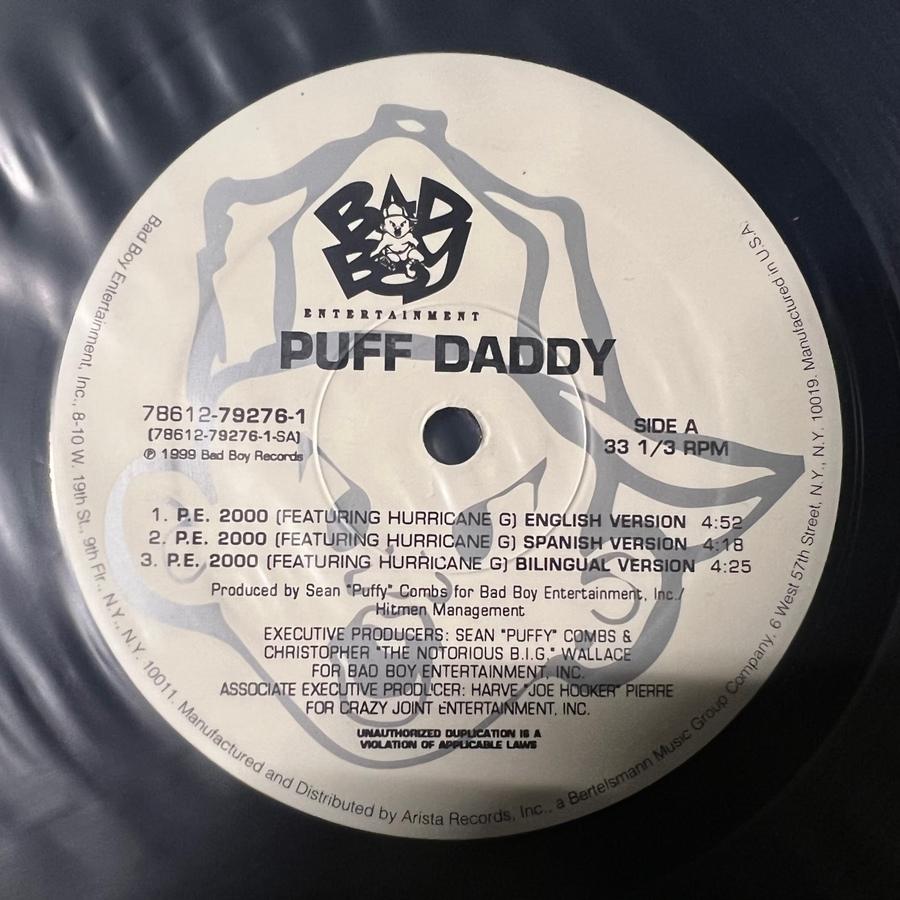 BAD
BOY
ENTERTAINMENT
PUFF DADDY
78612-79276-1
(78612-79276-1-SA)
℗ 1999 Bad Boy Records
SIDE A
33 1/3 RPM
1. P.E. 2000 (FEATURING HURRICANE G) ENGLISH VERSION 4:52
2. P.E. 2000 (FEATURING HURRICANE G) SPANISH VERSION 4:18
3. P.E. 2000 (FEATURING HURRICANE G) BILINGUAL VERSION 4:25
Produced by Sean "Puffy" Combs for Bad Boy Entertainment, Inc./
Hitmen Management
EXECUTIVE PRODUCERS: SEAN "PUFFY" COMBS &
CHRISTOPHER "THE NOTORIOUS B.I.G." WALLACE
FOR BAD BOY ENTERTAINMENT, INC.
ASSOCIATE EXECUTIVE PRODUCER: HARVE "JOE HOOKER" PIERRE
FOR CRAZY JOINT ENTERTAINMENT, INC.
UNAUTHORIZED DUPLICATION IS A
VIOLATION OF APPLICABLE LAWS
Bad Boy Entertainment, Inc., 8-10 W. 19th St., 9th Flr., N.Y., N.Y. 10011. Manufactured and Distributed by Arista Records, Inc., a Bertelsmann Music Group Company, 6 West 57th Street, N.Y., N.Y. 10019. Manufactured in U.S.A.